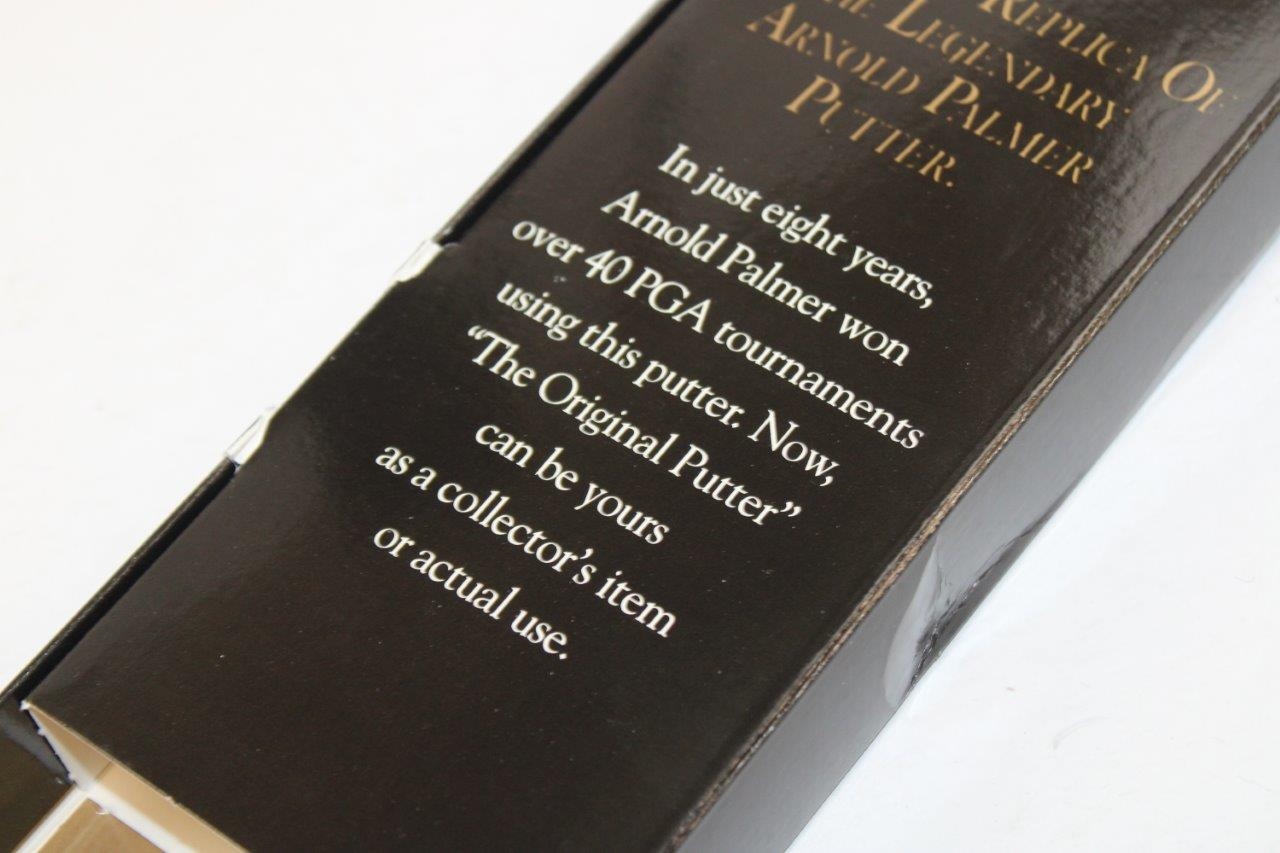 REPLICA OF
LEGENDARY
ARNOLD PALMER
PUTTER.
In just eight years,
Arnold Palmer won
over 40 PGA tournaments
using this putter. Now,
“The Original Putter”
can be yours
as a collector’s item
or actual use.